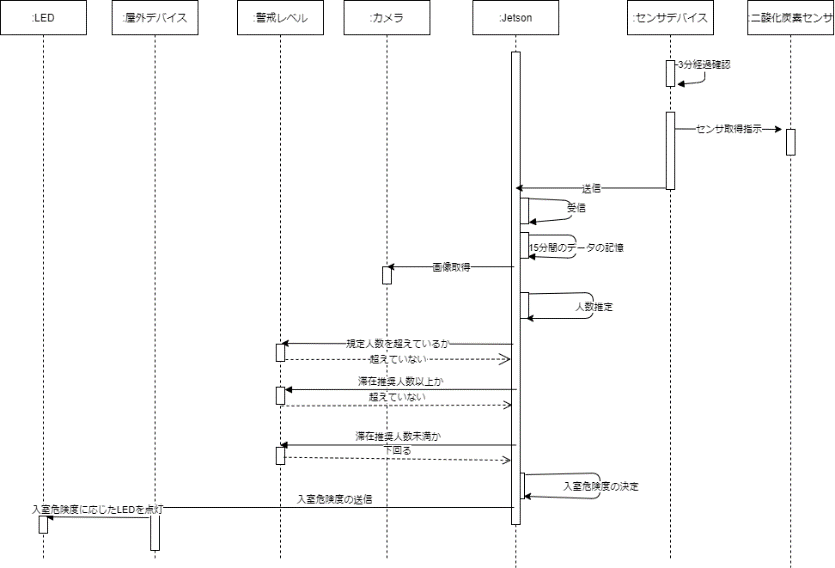 :LED
:屋外デバイス
:警戒レベル
:カメラ
:Jetson
:センサデバイス
:二酸化炭素センサ
3分経過確認
センサ取得指示
送信
受信
15分間のデータの記憶
画像取得
人数推定
規定人数を超えているか
超えていない
滞在推奨人数以上か
超えていない
滞在推奨人数未満か
下回る
入室危険度の決定
入室危険度の送信
入室危険度に応じたLEDを点灯